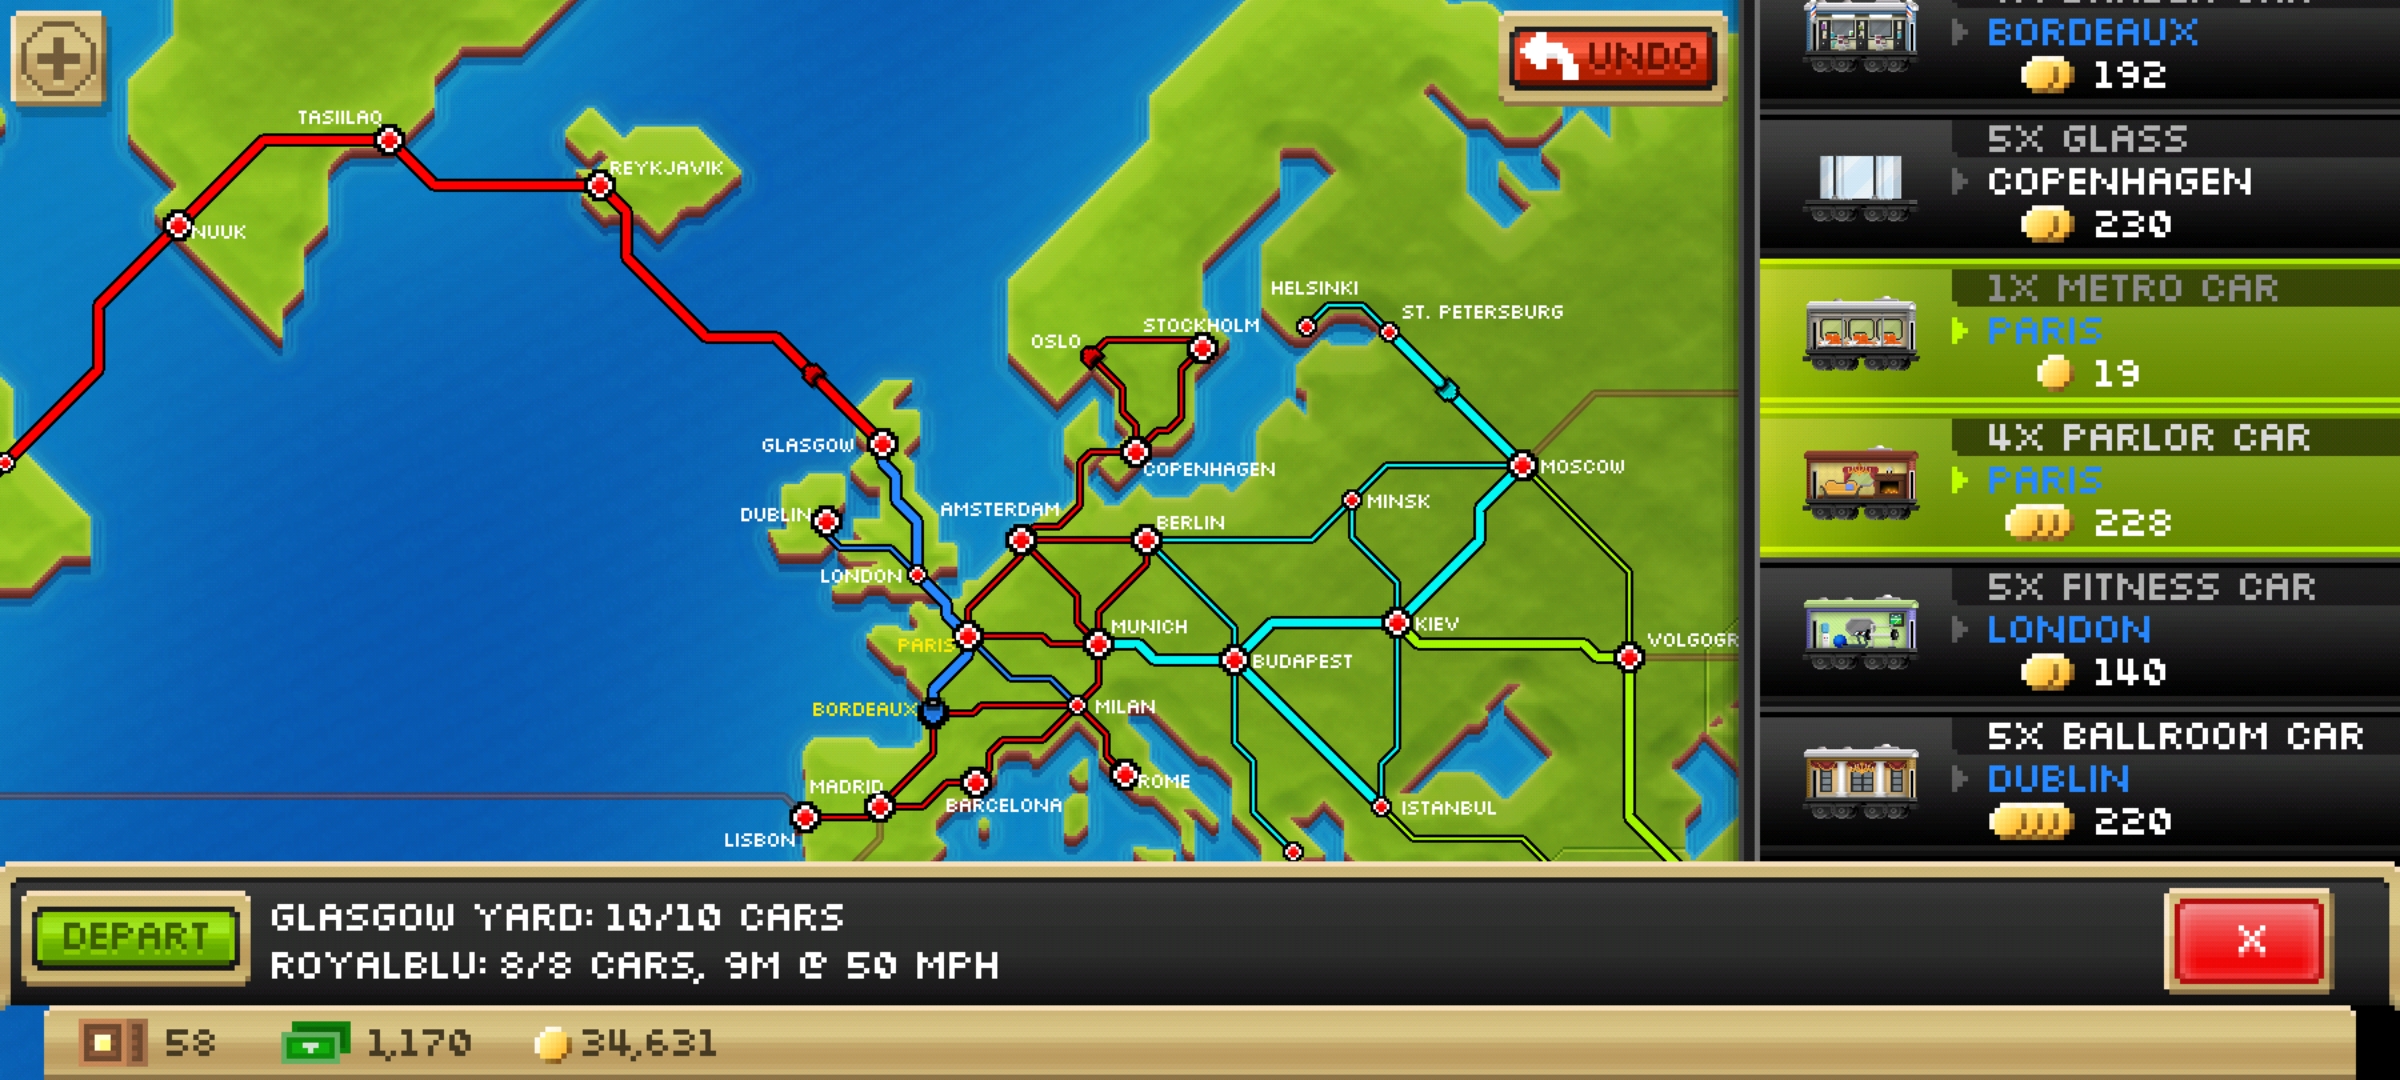 UNDO
TASIILAQ
REYKJAVIK
NUUK
HELSINKI
ST. PETERSBURG
STOCKHOLM
OSLO
GLASGOW
COPENHAGEN
MOSCOW
MINSK
AMSTERDAM
DUBLIN
BERLIN
LONDON
MUNICH
KIEV
PARIS
BUDAPEST
VOLGOGR
BORDEAUX
MILAN
MADRID
ROME
BARCELONA
ISTANBUL
LISBON
BORDEAUX
192
5X GLASS
COPENHAGEN
230
1X METRO CAR
PARIS
19
4X PARLOR CAR
PARIS
228
5X FITNESS CAR
LONDON
140
5X BALLROOM CAR
DUBLIN
220
DEPART
GLASGOW YARD: 10/10 CARS
ROYALBLU: 8/8 CARS, 9M @ 50 MPH
X
58
1,170
34,631